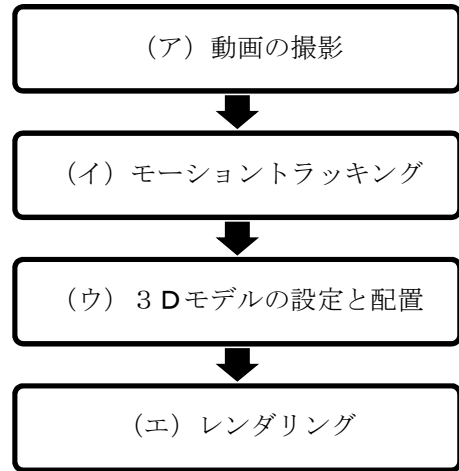 （ア）動画の撮影
（イ）モーショントラッキング
（ウ）３Ｄモデルの設定と配置
（エ）レンダリング